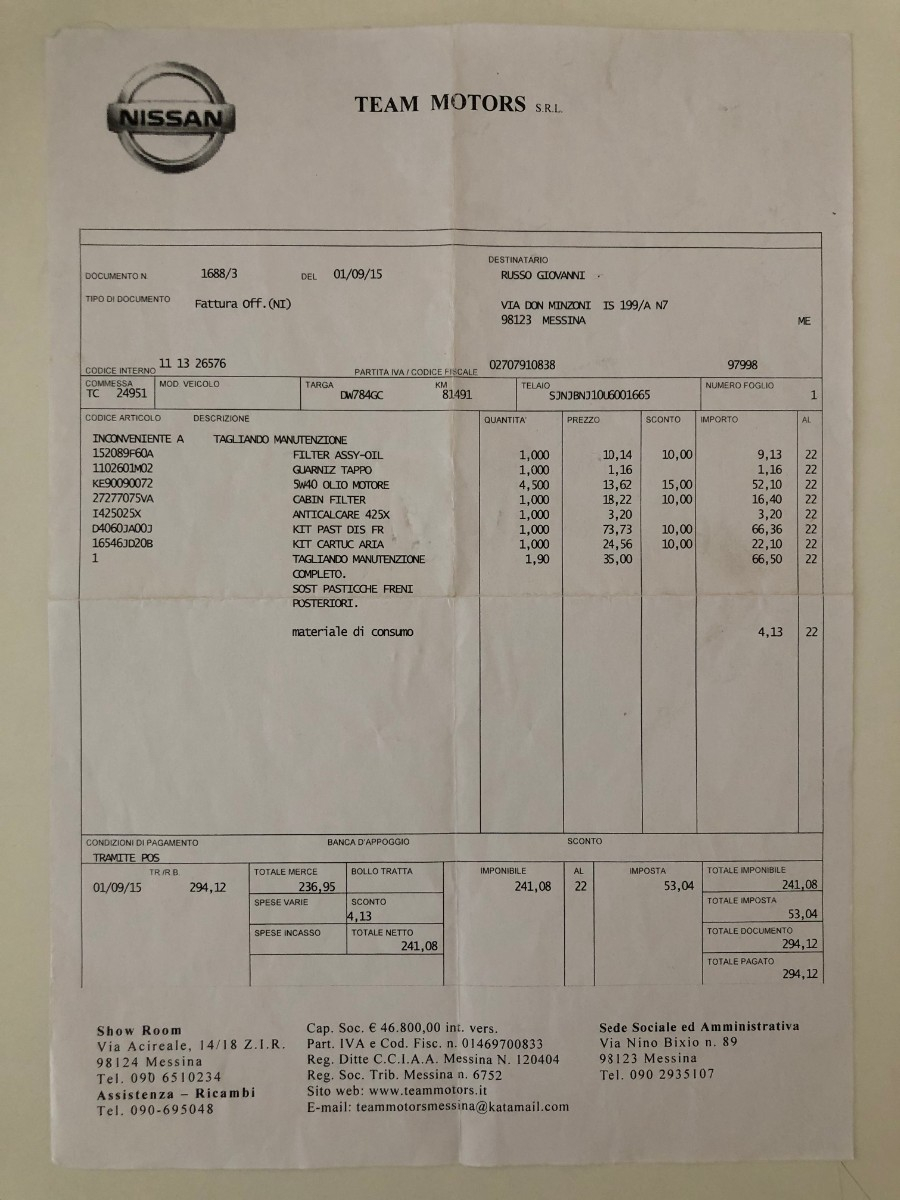 NISSAN
TEAM MOTORS S.R.L.
DOCUMENTO N. 1688/3 DEL 01/09/15
TIPO DI DOCUMENTO Fattura Off.(NI)
DESTINATARIO
RUSSO GIOVANNI
VIA DON MINZONI IS 199/A N7
98123 MESSINA ME
CODICE INTERNO 11 13 26576 PARTITA IVA / CODICE FISCALE 02707910838 97998
COMMESSA MOD VEICOLO TARGA KM TELAIO NUMERO FOGLIO
TC 24951 DW784GC 81491 SJNJBNJ10U6001665 1
CODICE ARTICOLO DESCRIZIONE QUANTITA' PREZZO SCONTO IMPORTO AL
INCONVENIENTE A TAGLIANDO MANUTENZIONE
152089F60A FILTER ASSY-OIL 1,000 10,14 10,00 9,13 22
1102601M02 GUARNIZ TAPPO 1,000 1,16 1,16 22
KE90090072 5W40 OLIO MOTORE 4,500 13,62 15,00 52,10 22
27277075VA CABIN FILTER 1,000 18,22 10,00 16,40 22
I425025X ANTICALCARE 425X 1,000 3,20 3,20 22
D4060JA00J KIT PAST DIS FR 1,000 73,73 10,00 66,36 22
16546JD20B KIT CARTUC ARIA 1,000 24,56 10,00 22,10 22
1 TAGLIANDO MANUTENZIONE 1,90 35,00 66,50 22
COMPLETO.
SOST PASTICCHE FRENI
POSTERIORI.
materiale di consumo 4,13 22
CONDIZIONI DI PAGAMENTO BANCA D'APPOGGIO SCONTO
TRAMITE POS
TR./R.B. TOTALE MERCE BOLLO TRATTA IMPONIBILE AL IMPOSTA TOTALE IMPONIBILE
01/09/15 294,12 236,95 241,08 22 53,04 241,08
SPESE VARIE SCONTO TOTALE IMPOSTA
4,13 53,04
SPESE INCASSO TOTALE NETTO TOTALE DOCUMENTO
241,08 294,12
TOTALE PAGATO
294,12
Show Room
Via Acireale, 14/18 Z.I.R.
98124 Messina
Tel. 090 6510234
Assistenza – Ricambi
Tel. 090-695048
Cap. Soc. € 46.800,00 int. vers.
Part. IVA e Cod. Fisc. n. 01469700833
Reg. Ditte C.C.I.A.A. Messina N. 120404
Reg. Soc. Trib. Messina n. 6752
Sito web: www.teammotors.it
E-mail: teammotorsmessina@katamail.com
Sede Sociale ed Amministrativa
Via Nino Bixio n. 89
98123 Messina
Tel. 090 2935107